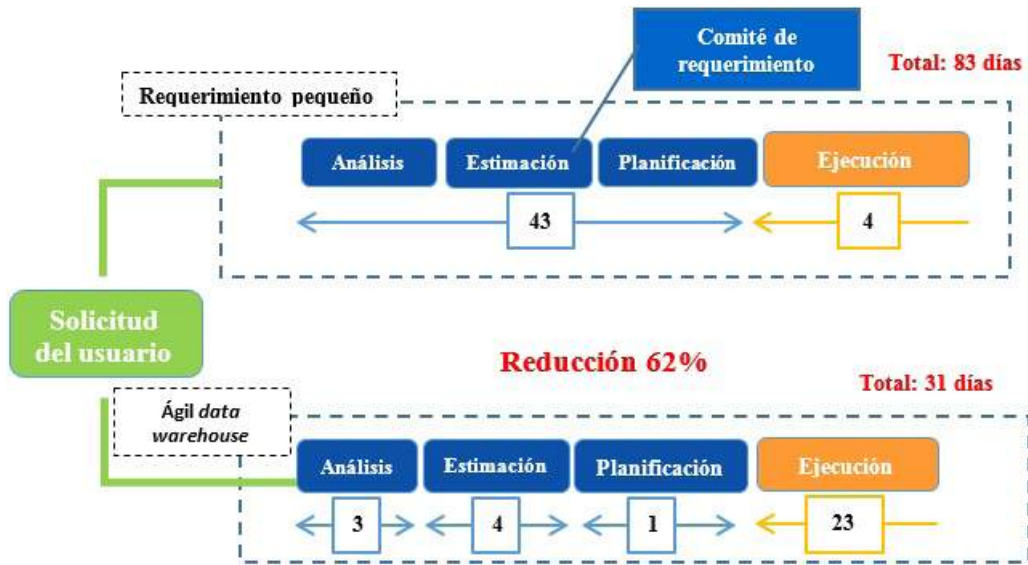 Comité de
requerimiento
Total: 83 días
Requerimiento pequeño
Análisis
Estimación
Planificación
Ejecución
43
4
Solicitud
del usuario
Reducción 62%
Total: 31 días
Ágil data
warehouse
Análisis
Estimación
Planificación
Ejecución
3
4
1
23